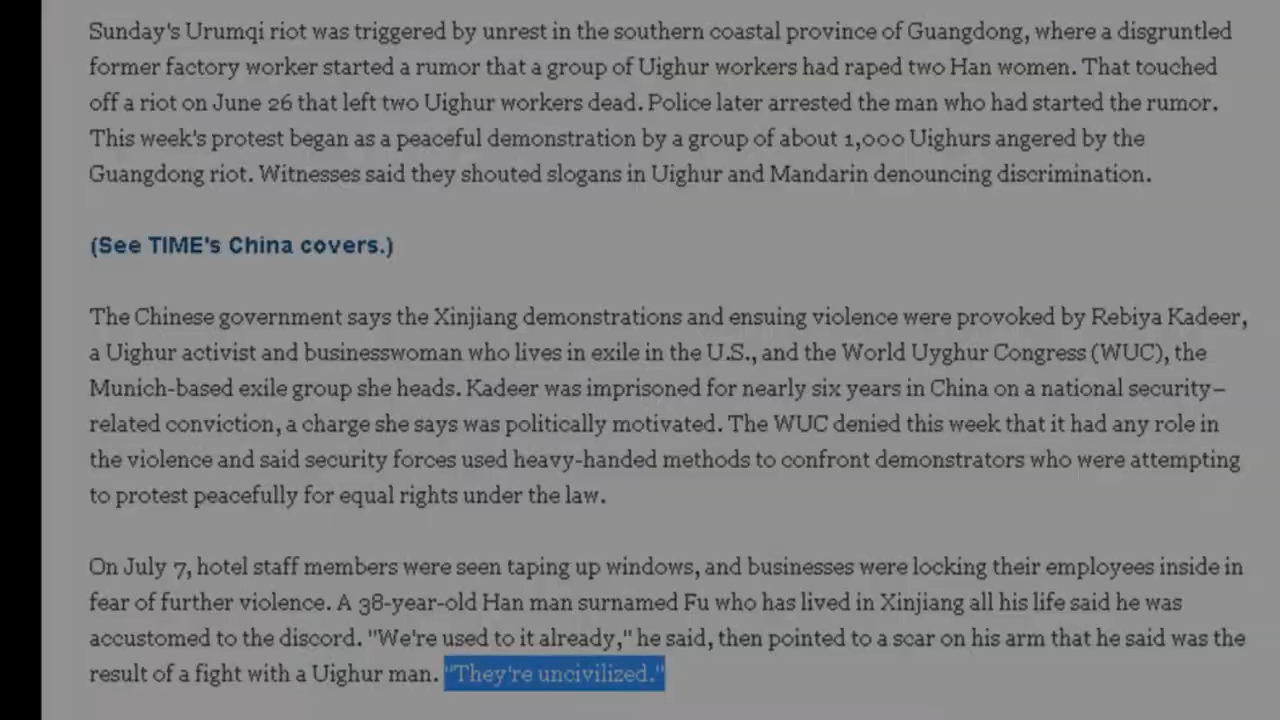 Sunday's Urumqi riot was triggered by unrest in the southern coastal province of Guangdong, where a disgruntled
former factory worker started a rumor that a group of Uighur workers had raped two Han women. That touched
off a riot on June 26 that left two Uighur workers dead. Police later arrested the man who had started the rumor.
This week's protest began as a peaceful demonstration by a group of about 1,000 Uighurs angered by the
Guangdong riot. Witnesses said they shouted slogans in Uighur and Mandarin denouncing discrimination.
(See TIME's China covers.)
The Chinese government says the Xinjiang demonstrations and ensuing violence were provoked by Rebiya Kadeer,
a Uighur activist and businesswoman who lives in exile in the U.S., and the World Uyghur Congress (WUC), the
Munich-based exile group she heads. Kadeer was imprisoned for nearly six years in China on a national security–
related conviction, a charge she says was politically motivated. The WUC denied this week that it had any role in
the violence and said security forces used heavy-handed methods to confront demonstrators who were attempting
to protest peacefully for equal rights under the law.
On July 7, hotel staff members were seen taping up windows, and businesses were locking their employees inside in
fear of further violence. A 38-year-old Han man surnamed Fu who has lived in Xinjiang all his life said he was
accustomed to the discord. "We're used to it already," he said, then pointed to a scar on his arm that he said was the
result of a fight with a Uighur man. "They're uncivilized."